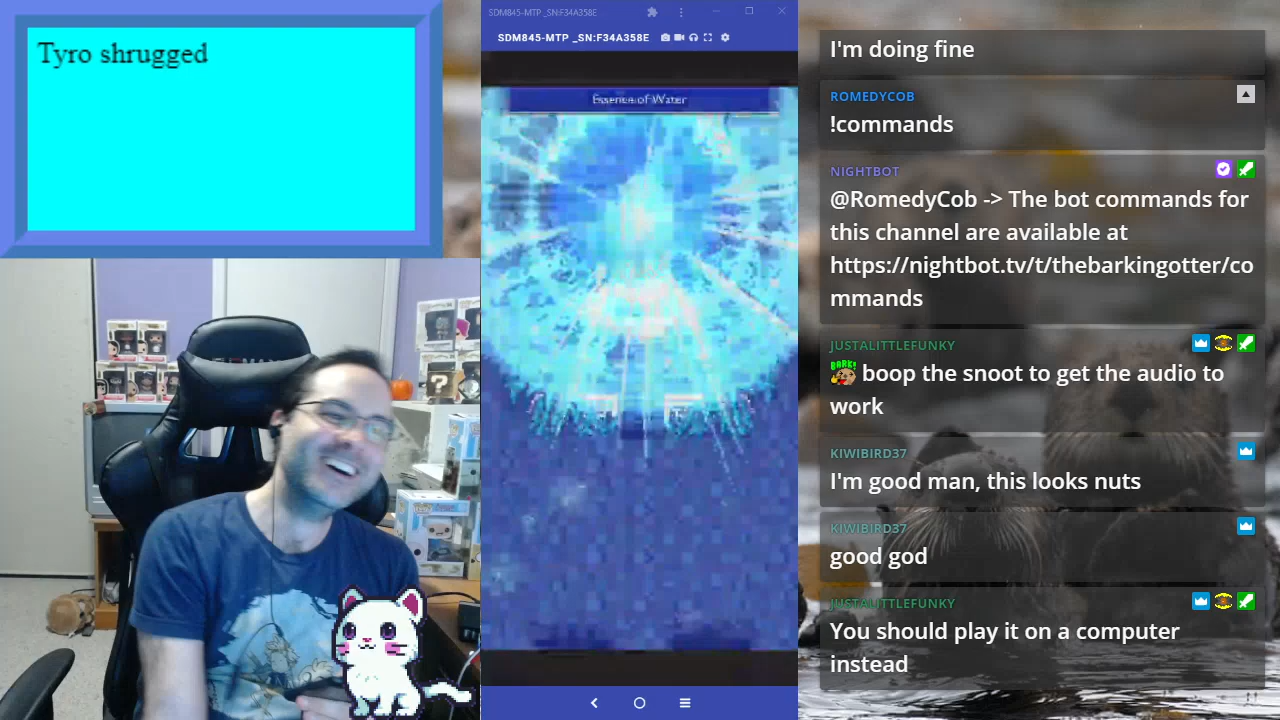 Tyro shrugged
SDM845-MTP _SN:F34A358E
SDM845-MTP _SN:F34A358E
Essence of Water
I'm doing fine
ROMEDYCOB
!commands
NIGHTBOT
@RomedyCob -> The bot commands for
this channel are available at
https://nightbot.tv/t/thebarkingotter/co
mmands
JUSTALITTLEFUNKY
BARK! boop the snoot to get the audio to
work
KIWIBIRD37
I'm good man, this looks nuts
KIWIBIRD37
good god
JUSTALITTLEFUNKY
You should play it on a computer
instead